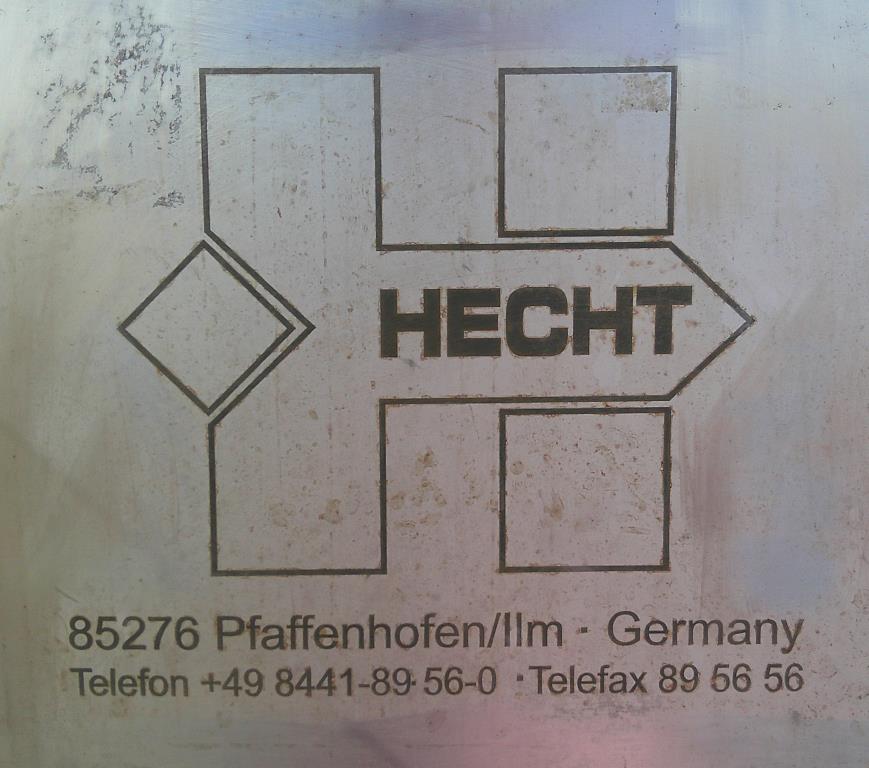 HECHT
85276 Pfaffenhofen/Ilm · Germany
Telefon +49 8441-89 56-0 · Telefax 89 56 56